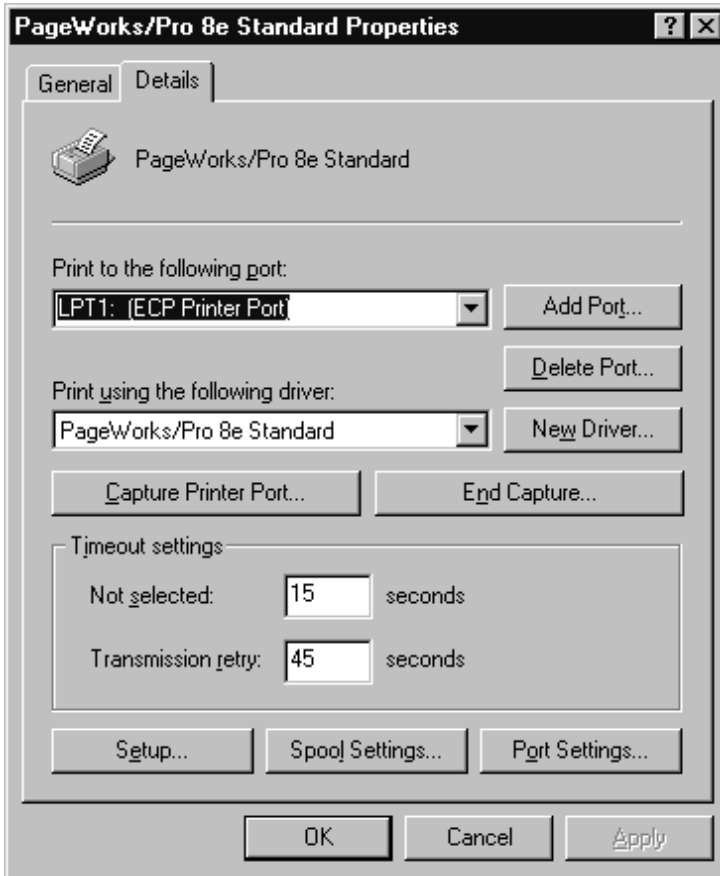 PageWorks/Pro 8e Standard Properties
General Details
PageWorks/Pro 8e Standard
Print to the following port:
LPT1: (ECP Printer Port)
Add Port...
Delete Port...
Print using the following driver:
PageWorks/Pro 8e Standard
New Driver...
Capture Printer Port... End Capture...
Timeout settings
Not selected: 15 seconds
Transmission retry: 45 seconds
Setup... Spool Settings... Port Settings...
OK Cancel Apply